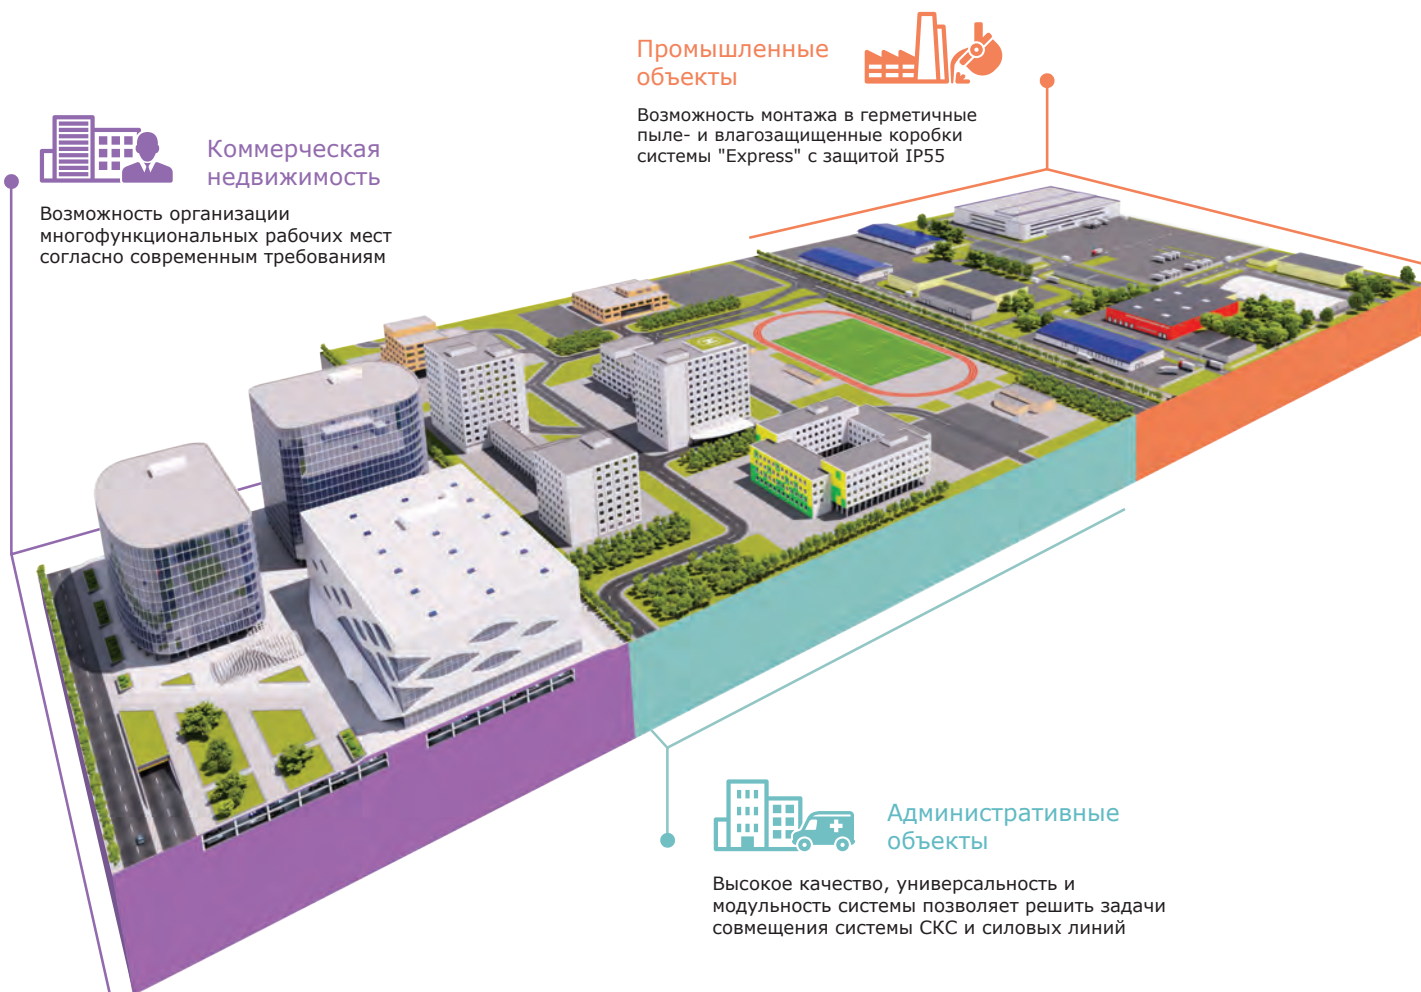 Промышленные
объекты
Возможность монтажа в герметичные
пыле- и влагозащищенные коробки
системы "Express" с защитой IP55
Коммерческая
недвижимость
Возможность организации
многофункциональных рабочих мест
согласно современным требованиям
Административные
объекты
Высокое качество, универсальность и
модульность системы позволяет решить задачи
совмещения системы СКС и силовых линий